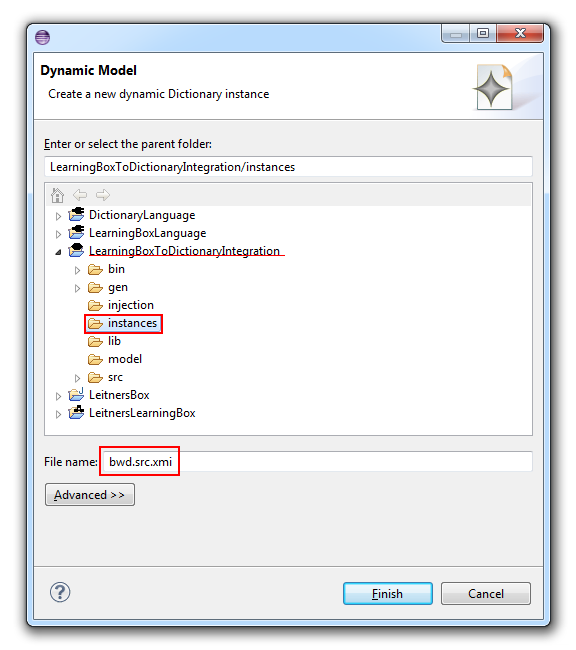 Dynamic Model
Create a new dynamic Dictionary instance
Enter or select the parent folder:
LearningBoxToDictionaryIntegration/instances
DictionaryLanguage
LearningBoxLanguage
LearningBoxToDictionaryIntegration
bin
gen
injection
instances
lib
model
src
LeitnersBox
LeitnersLearningBox
File name: bwd.src.xmi
Advanced >>
? Finish Cancel